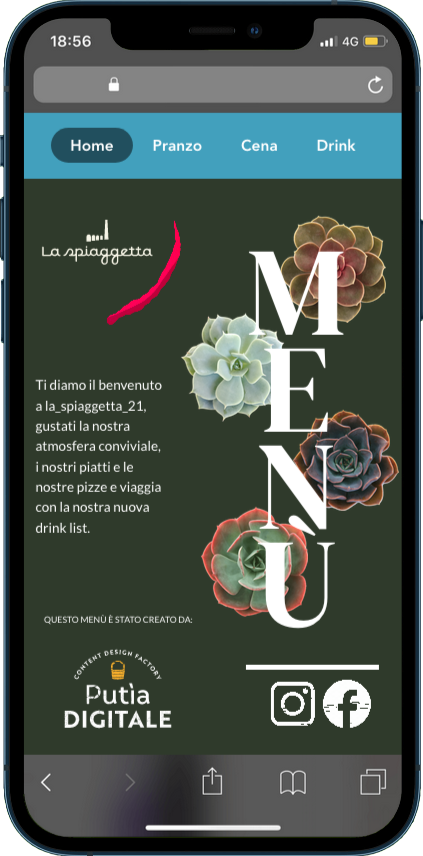 18:56
4G
Home Pranzo Cena Drink
La spiaggetta
MENÙ
Ti diamo il benvenuto
a la_spiaggetta_21,
gustati la nostra
atmosfera conviviale,
i nostri piatti e le
nostre pizze e viaggia
con la nostra nuova
drink list.
QUESTO MENÙ È STATO CREATO DA:
CONTENT DESIGN FACTORY
Putìa
DIGITALE